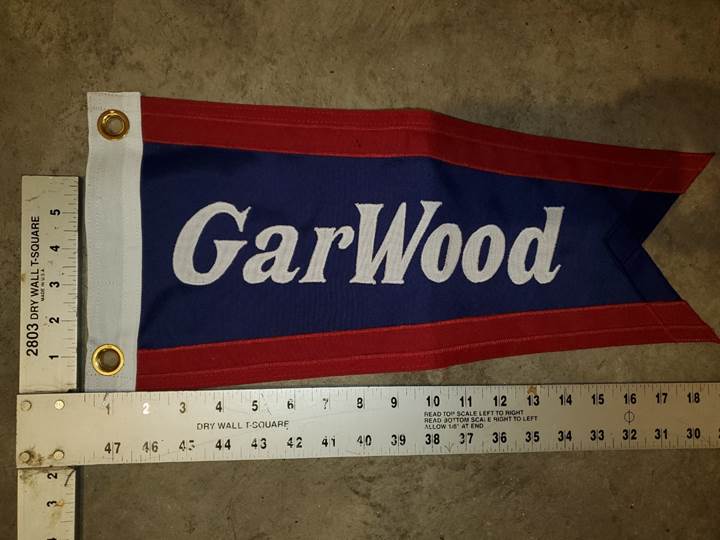 GarWood
2803 DRY WALL T-SQUARE
MADE IN U.S.A.
1 2 3 4 5
1 2 3 4 5 6 7 8 9 10 11 12 13 14 15 16 17 18
READ TOP SCALE LEFT TO RIGHT
READ BOTTOM SCALE RIGHT TO LEFT
ALLOW 1/8" AT END
DRY WALL T-SQUARE
47 46 45 44 43 42 41 40 39 38 37 36 35 34 33 32 31 30
2
3